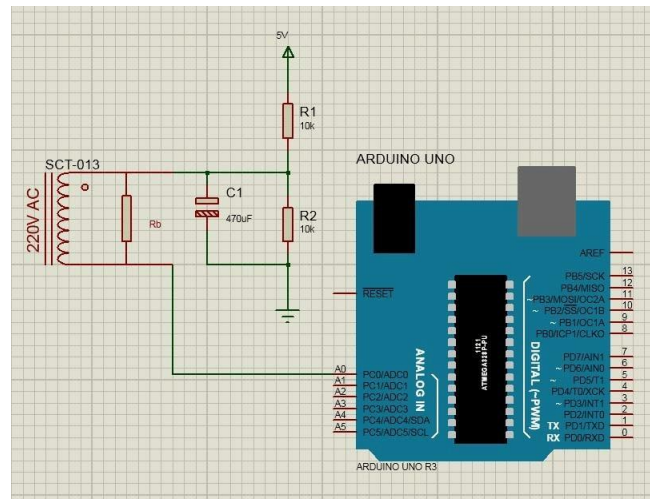 5V
R1
10k
SCT-013
220V AC
Rb
C1
470uF
R2
10k
ARDUINO UNO
RESET
AREF
PB5/SCK 13
PB4/MISO 12
~ PB3/MOSI/OC2A 11
~ PB2/SS/OC1B 10
~ PB1/OC1A 9
PB0/ICP1/CLKO 8
PD7/AIN1 7
~ PD6/AIN0 6
~ PD5/T1 5
PD4/T0/XCK 4
~ PD3/INT1 3
PD2/INT0 2
TX PD1/TXD 1
RX PD0/RXD 0
DIGITAL (~PWM)
ANALOG IN
A0 PC0/ADC0
A1 PC1/ADC1
A2 PC2/ADC2
A3 PC3/ADC3
A4 PC4/ADC4/SDA
A5 PC5/ADC5/SCL
1121
ATMEGA328P-PU
ARDUINO UNO R3